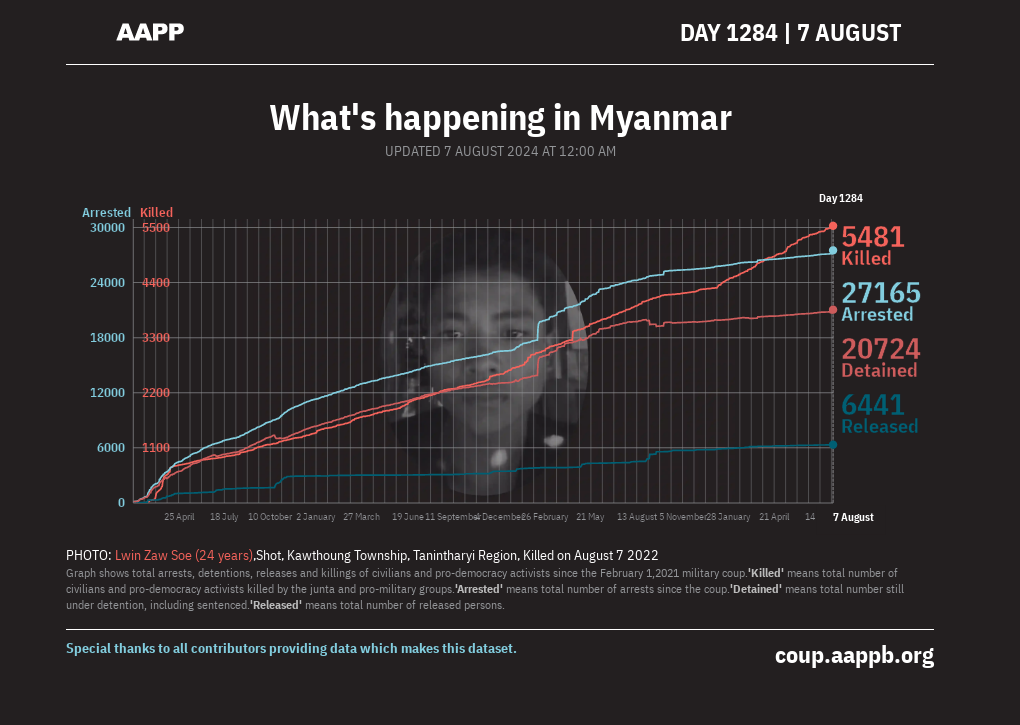 AAPP
DAY 1284 | 7 AUGUST
What's happening in Myanmar
UPDATED 7 AUGUST 2024 AT 12:00 AM
Day 1284
Arrested Killed
30000 5500
24000 4400
18000 3300
12000 2200
6000 1100
0
5481
Killed
27165
Arrested
20724
Detained
6441
Released
25 April 18 July 10 October 2 January 27 March 19 June 11 September 4 December 26 February 21 May 13 August 5 November 28 January 21 April 14 7 August
PHOTO: Lwin Zaw Soe (24 years),Shot, Kawthoung Township, Tanintharyi Region, Killed on August 7 2022
Graph shows total arrests, detentions, releases and killings of civilians and pro-democracy activists since the February 1,2021 military coup.'Killed' means total number of
civilians and pro-democracy activists killed by the junta and pro-military groups.'Arrested' means total number of arrests since the coup.'Detained' means total number still
under detention, including sentenced.'Released' means total number of released persons.
Special thanks to all contributors providing data which makes this dataset.
coup.aappb.org